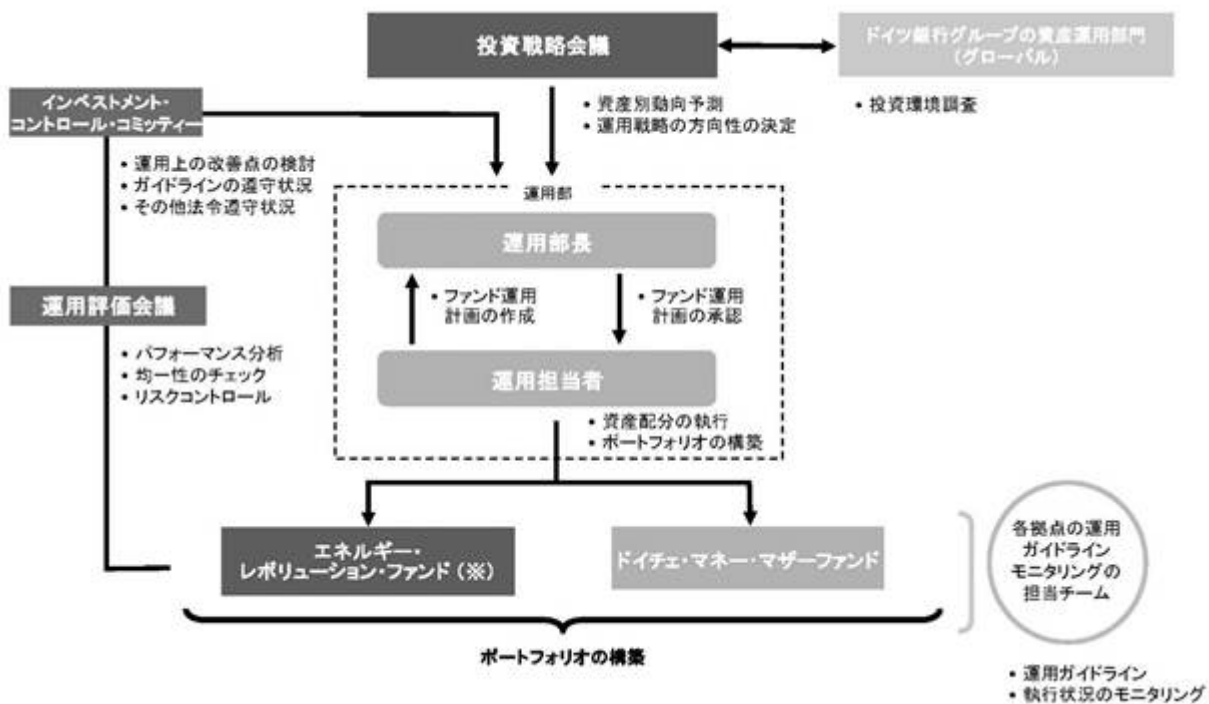 投資戦略会議
ドイツ銀行グループの資産運用部門
(グローバル)
インベストメント・
コントロール・コミッティー
• 資産別動向予測
• 運用戦略の方向性の決定
• 投資環境調査
• 運用上の改善点の検討
• ガイドラインの遵守状況
• その他法令遵守状況
運用部
運用部長
• ファンド運用
計画の作成
• ファンド運用
計画の承認
運用評価会議
• パフォーマンス分析
• 均一性のチェック
• リスクコントロール
運用担当者
• 資産配分の執行
• ポートフォリオの構築
エネルギー・
レボリューション・ファンド(※)
ドイチェ・マネー・マザーファンド
各拠点の運用
ガイドライン
モニタリングの
担当チーム
ポートフォリオの構築
• 運用ガイドライン
• 執行状況のモニタリング